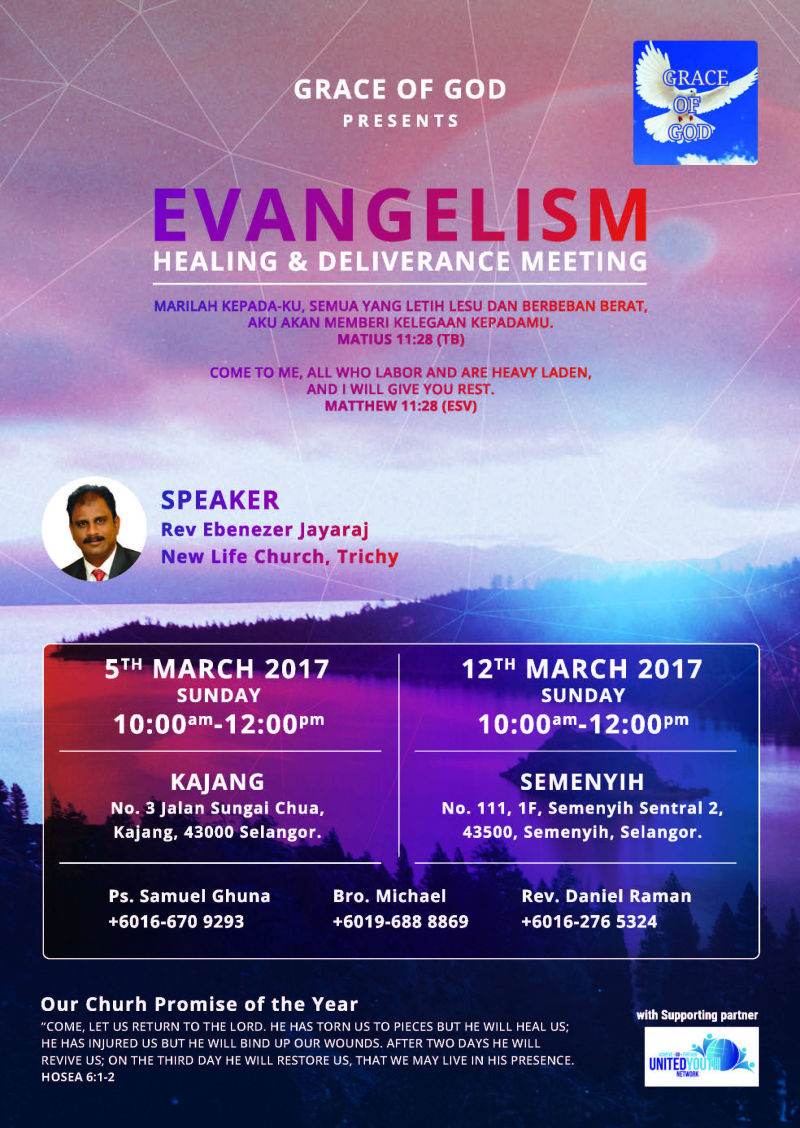 GRACE OF GOD
PRESENTS
GRACE
OF
GOD
EVANGELISM
HEALING & DELIVERANCE MEETING
MARILAH KEPADA-KU, SEMUA YANG LETIH LESU DAN BERBEBAN BERAT,
AKU AKAN MEMBERI KELEGAAN KEPADAMU.
MATIUS 11:28 (TB)
COME TO ME, ALL WHO LABOR AND ARE HEAVY LADEN,
AND I WILL GIVE YOU REST.
MATTHEW 11:28 (ESV)
SPEAKER
Rev Ebenezer Jayaraj
New Life Church, Trichy
5TH MARCH 2017
SUNDAY
10:00am-12:00pm
KAJANG
No. 3 Jalan Sungai Chua,
Kajang, 43000 Selangor.
12TH MARCH 2017
SUNDAY
10:00am-12:00pm
SEMENYIH
No. 111, 1F, Semenyih Sentral 2,
43500, Semenyih, Selangor.
Ps. Samuel Ghuna
+6016-670 9293
Bro. Michael
+6019-688 8869
Rev. Daniel Raman
+6016-276 5324
Our Churh Promise of the Year
"COME, LET US RETURN TO THE LORD. HE HAS TORN US TO PIECES BUT HE WILL HEAL US;
HE HAS INJURED US BUT HE WILL BIND UP OUR WOUNDS. AFTER TWO DAYS HE WILL
REVIVE US; ON THE THIRD DAY HE WILL RESTORE US, THAT WE MAY LIVE IN HIS PRESENCE.
HOSEA 6:1-2
with Supporting partner
UNITEDYOUTH
NETWORK